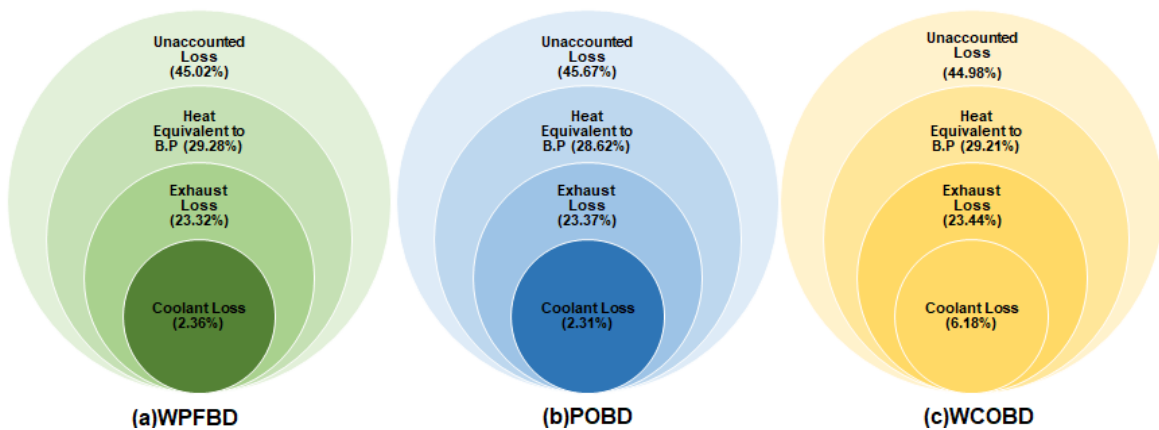 Unaccounted
Loss
(45.02%)
Heat
Equivalent to
B.P (29.28%)
Exhaust
Loss
(23.32%)
Coolant Loss
(2.36%)
(a)WPFBD
Unaccounted
Loss
(45.67%)
Heat
Equivalent to
B.P (28.62%)
Exhaust
Loss
(23.37%)
Coolant Loss
(2.31%)
(b)POBD
Unaccounted
Loss
(44.98%)
Heat
Equivalent to
B.P (29.21%)
Exhaust
Loss
(23.44%)
Coolant Loss
(6.18%)
(c)WCOBD